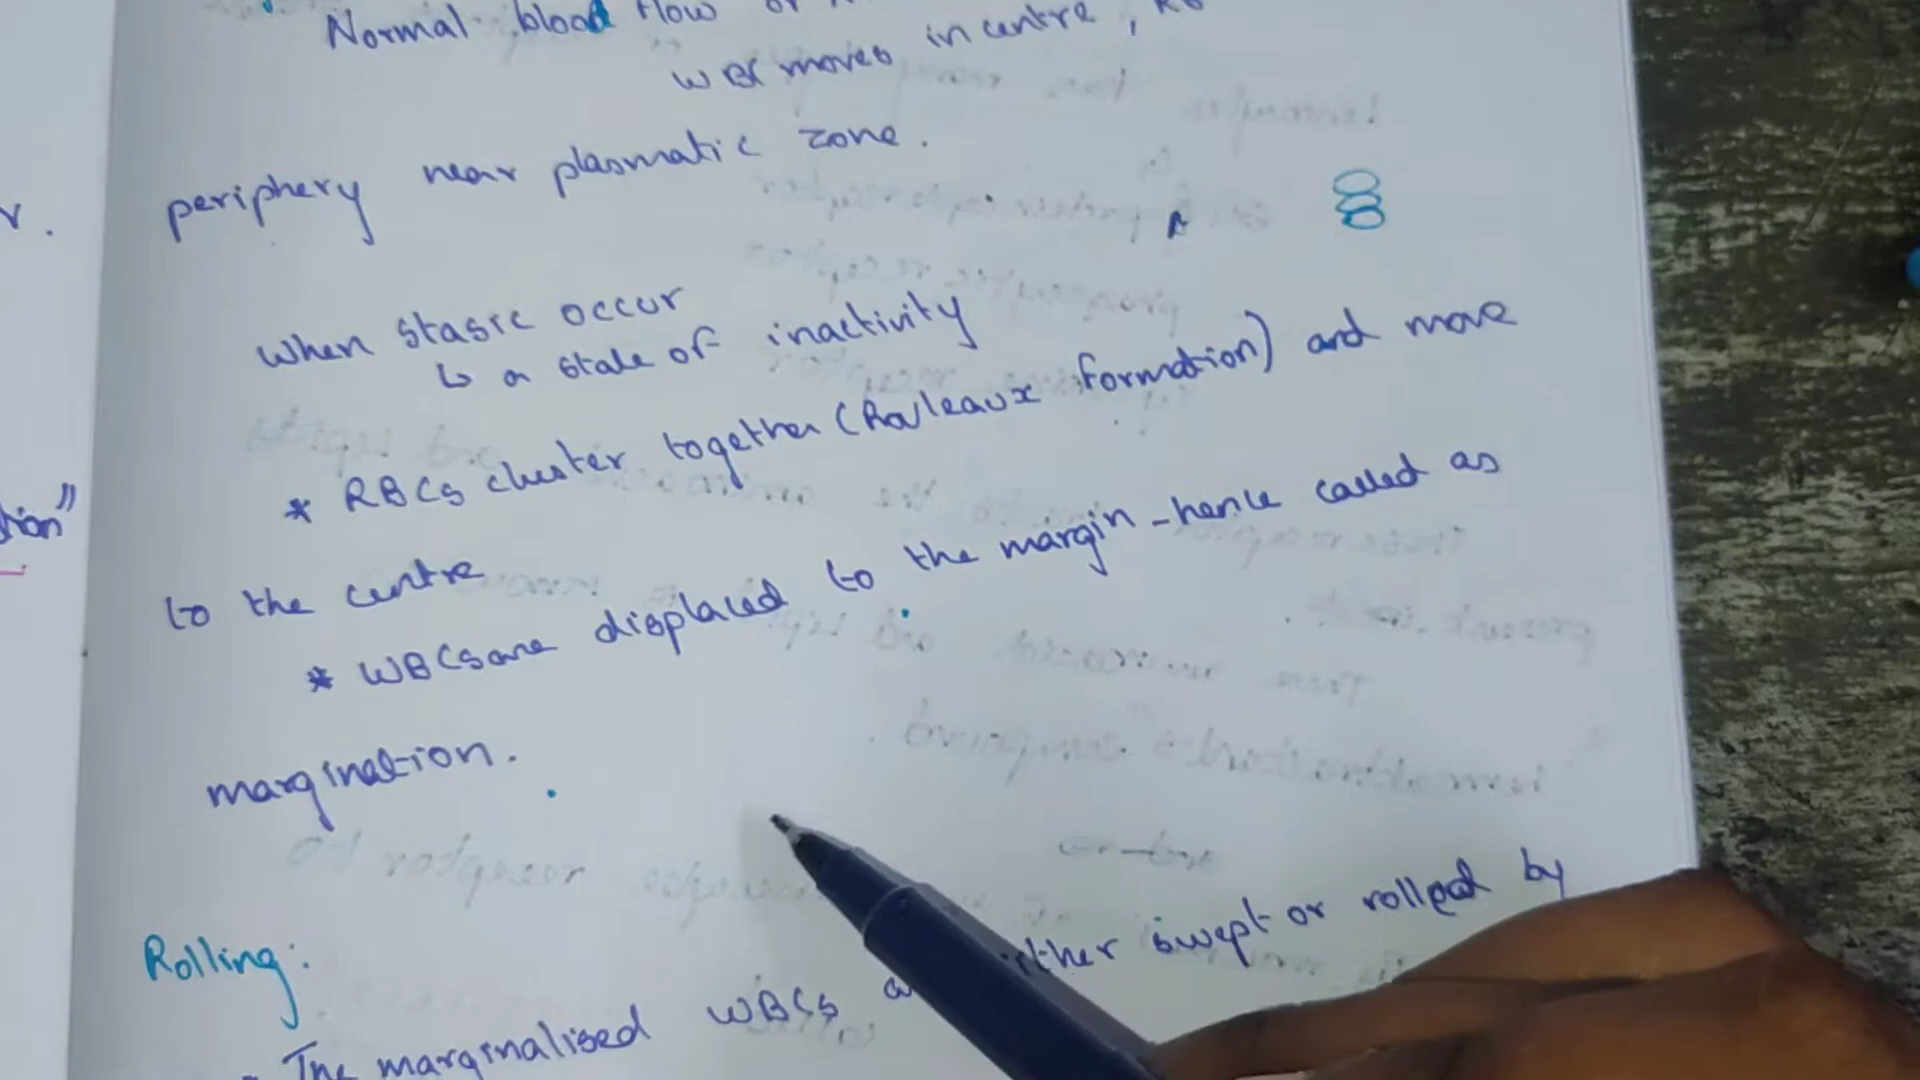 Normal blood flow
WBC moves in centre,
periphery near plasmatic zone.
When stasis occur
↳ a state of inactivity
* RBCs cluster together (Rouleaux formation) and move
to the centre
* WBCs are displaced to the margin - hence called as
margination.
Rolling:
The marginalised WBCs swept or rolled by